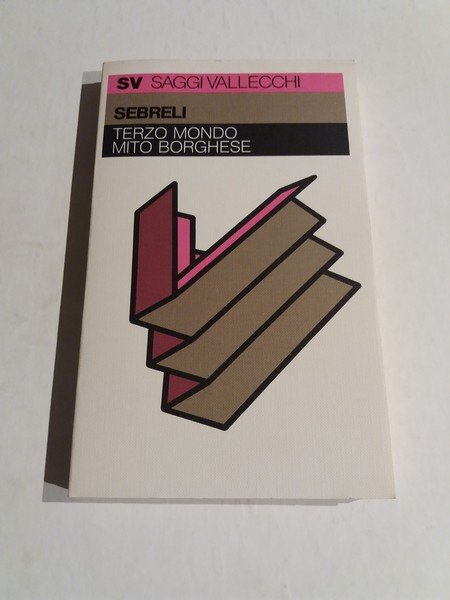 SV SAGGI VALLECCHI
SEBRELI
TERZO MONDO
MITO BORGHESE